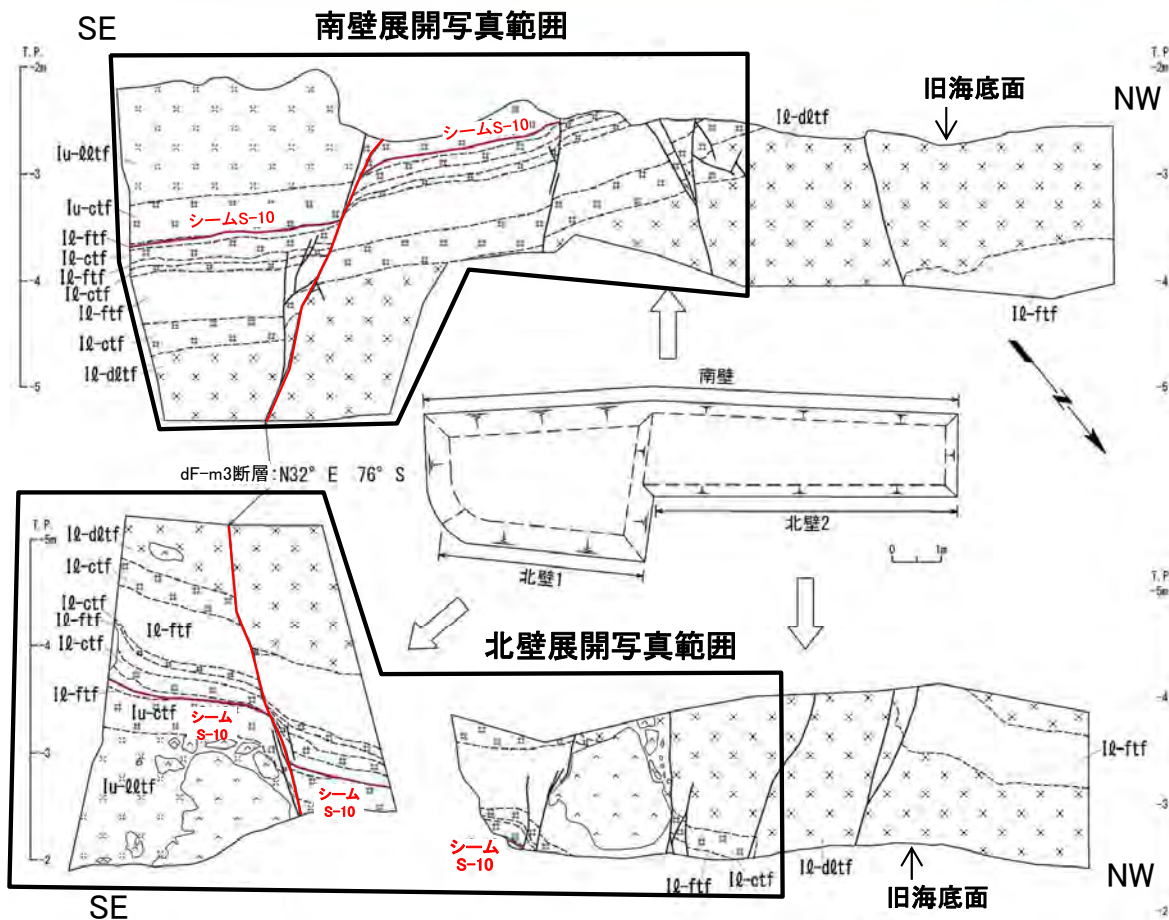 SE
南壁展開写真範囲
T.P.
-2m
-3
-4
-5
Iu-ℓℓtf
Iu-ctf
Iℓ-ftf
Iℓ-ctf
Iℓ-ftf
Iℓ-ctf
Iℓ-ftf
Iℓ-ctf
Iℓ-dℓtf
シームS-10
シームS-10
Iℓ-dℓtf
旧海底面
NW
T.P.
-2m
-3
-4
-5
Iℓ-ftf
南壁
北壁2
北壁1
0 1m
dF-m3断層:N32° E 76° S
T.P.
-5m
-4
-3
-2
Iℓ-dℓtf
Iℓ-ctf
Iℓ-ctf
Iℓ-ftf
Iℓ-ctf
Iℓ-ftf
Iℓ-ftf
Iu-ctf
シーム
S-10
Iu-ℓℓtf
シーム
S-10
SE
北壁展開写真範囲
シーム
S-10
Iℓ-ftf
Iℓ-ctf
Iℓ-dℓtf
旧海底面
Iℓ-ftf
NW
T.P.
-5m
-4
-3
-2